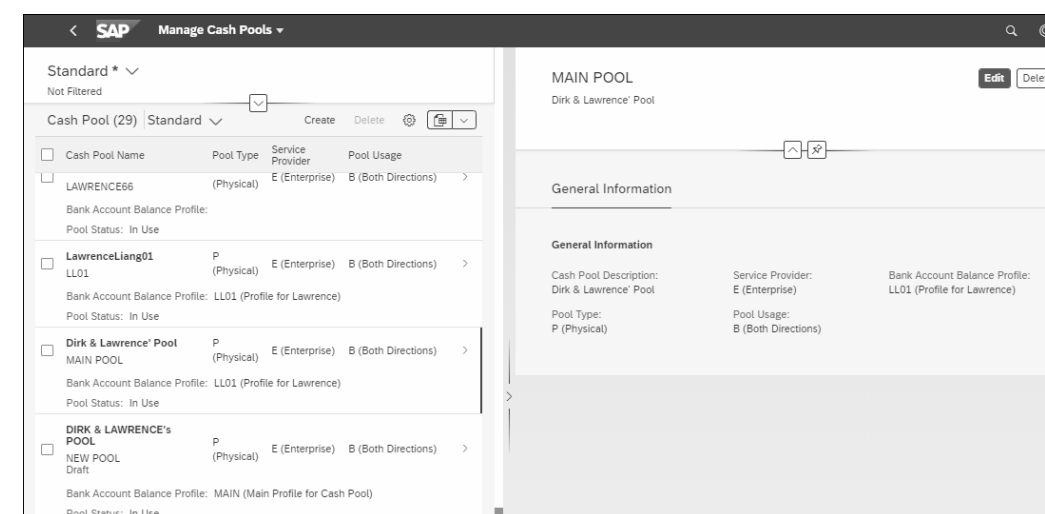 SAP Manage Cash Pools
Standard *
Not Filtered
Cash Pool (29) Standard Create Delete
Cash Pool Name Pool Type Service Provider Pool Usage
LAWRENCE66 (Physical) E (Enterprise) B (Both Directions)
Bank Account Balance Profile:
Pool Status: In Use
LawrenceLiang01 P
LL01 (Physical) E (Enterprise) B (Both Directions)
Bank Account Balance Profile: LL01 (Profile for Lawrence)
Pool Status: In Use
Dirk & Lawrence' Pool P
MAIN POOL (Physical) E (Enterprise) B (Both Directions)
Bank Account Balance Profile: LL01 (Profile for Lawrence)
Pool Status: In Use
DIRK & LAWRENCE's
POOL P
NEW POOL (Physical) E (Enterprise) B (Both Directions)
Draft
Bank Account Balance Profile: MAIN (Main Profile for Cash Pool)
Pool Status: In Use
MAIN POOL Edit Dele
Dirk & Lawrence' Pool
General Information
General Information
Cash Pool Description: Service Provider: Bank Account Balance Profile:
Dirk & Lawrence' Pool E (Enterprise) LL01 (Profile for Lawrence)
Pool Type: Pool Usage:
P (Physical) B (Both Directions)